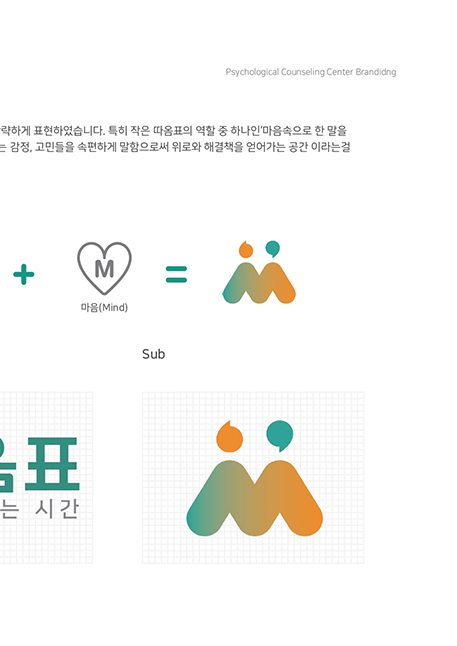 Psychological Counseling Center Brandidng
략하게 표현하였습니다. 특히 작은 따옴표의 역할 중 하나인'마음속으로 한 말을
는 감정, 고민들을 속편하게 말함으로써 위로와 해결책을 얻어가는 공간 이라는걸
M
마음(Mind)
Sub
옴표
는 시간